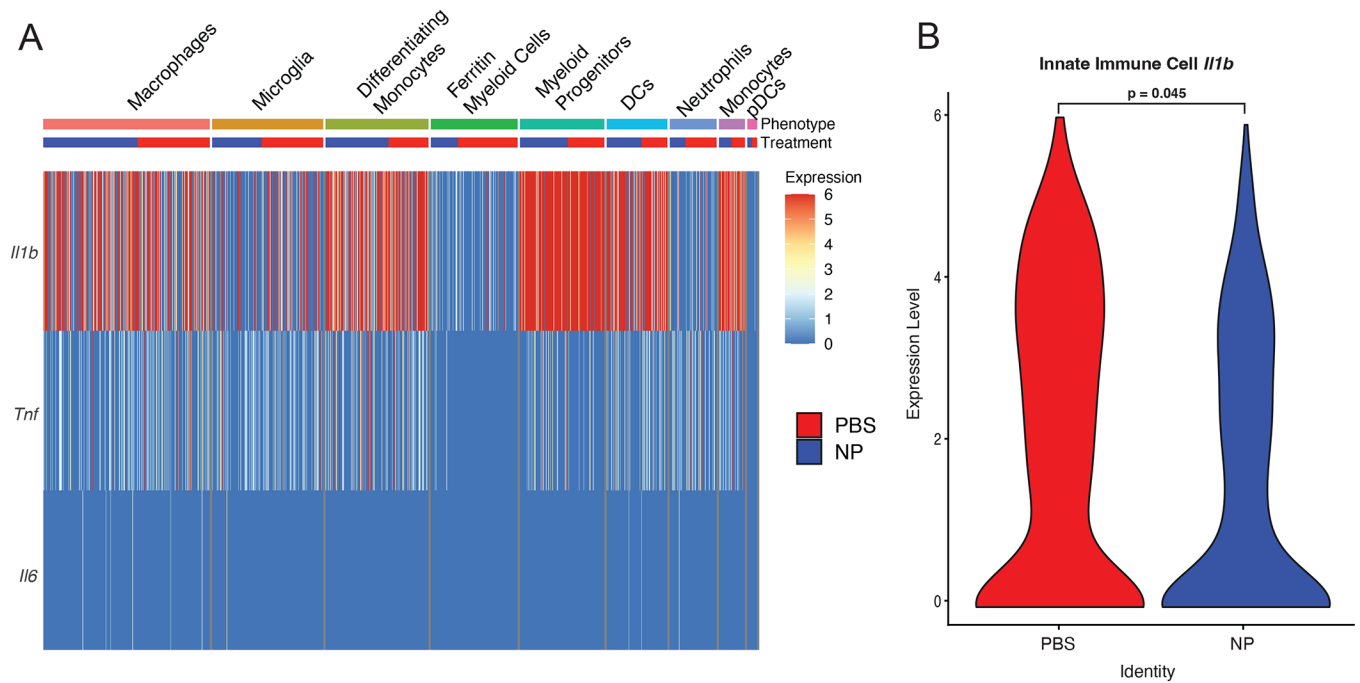 A
Macrophages
Microglia
Differentiating
Monocytes
Ferritin
Myeloid Cells
Myeloid
Progenitors
DCs
Neutrophils
Monocytes
pDCs
Phenotype
Treatment
Expression
6
5
4
3
2
1
0
Il1b
Tnf
Il6
PBS
NP
B
Innate Immune Cell Il1b
p = 0.045
Expression Level
6
4
2
0
PBS
NP
Identity